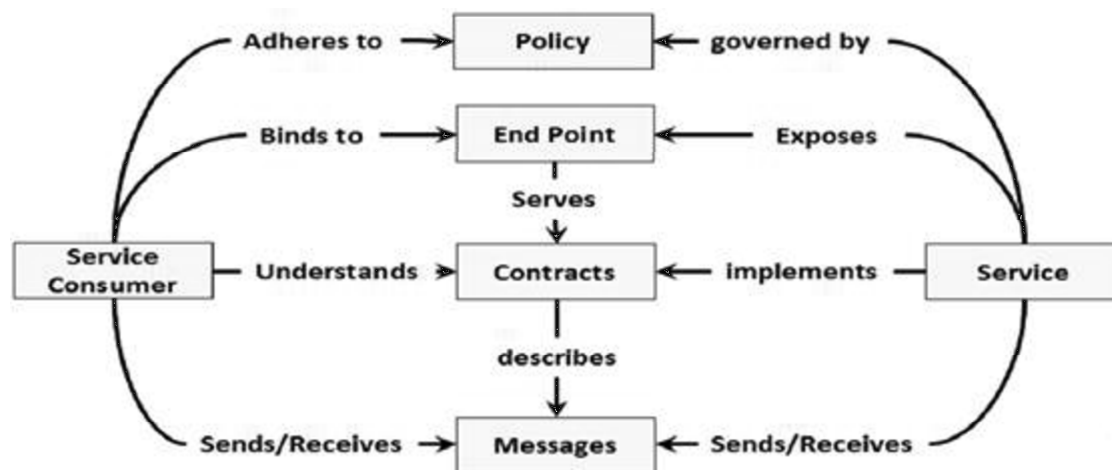 Adheres to
Policy
governed by
Binds to
End Point
Exposes
Serves
Service
Consumer
Understands
Contracts
implements
Service
describes
Sends/Receives
Messages
Sends/Receives